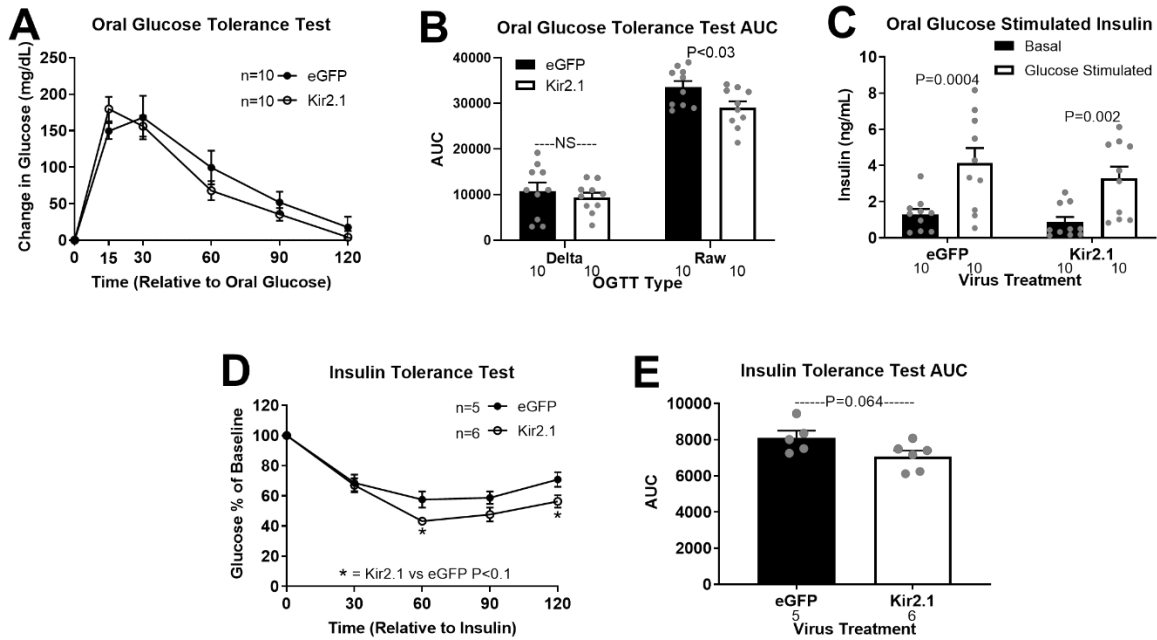 A
Oral Glucose Tolerance Test
Change in Glucose (mg/dL)
250
200
150
100
50
0
n=10 eGFP
n=10 Kir2.1
0 15 30 60 90 120
Time (Relative to Oral Glucose)
B
Oral Glucose Tolerance Test AUC
AUC
40000
30000
20000
10000
0
eGFP
Kir2.1
P<0.03
----NS----
Delta Raw
10 10 10 10
OGTT Type
C
Oral Glucose Stimulated Insulin
Insulin (ng/mL)
10
8
6
4
2
0
Basal
Glucose Stimulated
P=0.0004
P=0.002
eGFP Kir2.1
10 10 10 10
Virus Treatment
D
Insulin Tolerance Test
Glucose % of Baseline
120
100
80
60
40
20
0
n=5 eGFP
n=6 Kir2.1
*
*
* = Kir2.1 vs eGFP P<0.1
0 30 60 90 120
Time (Relative to Insulin)
E
Insulin Tolerance Test AUC
AUC
10000
8000
6000
4000
2000
0
------P=0.064------
eGFP Kir2.1
5 6
Virus Treatment